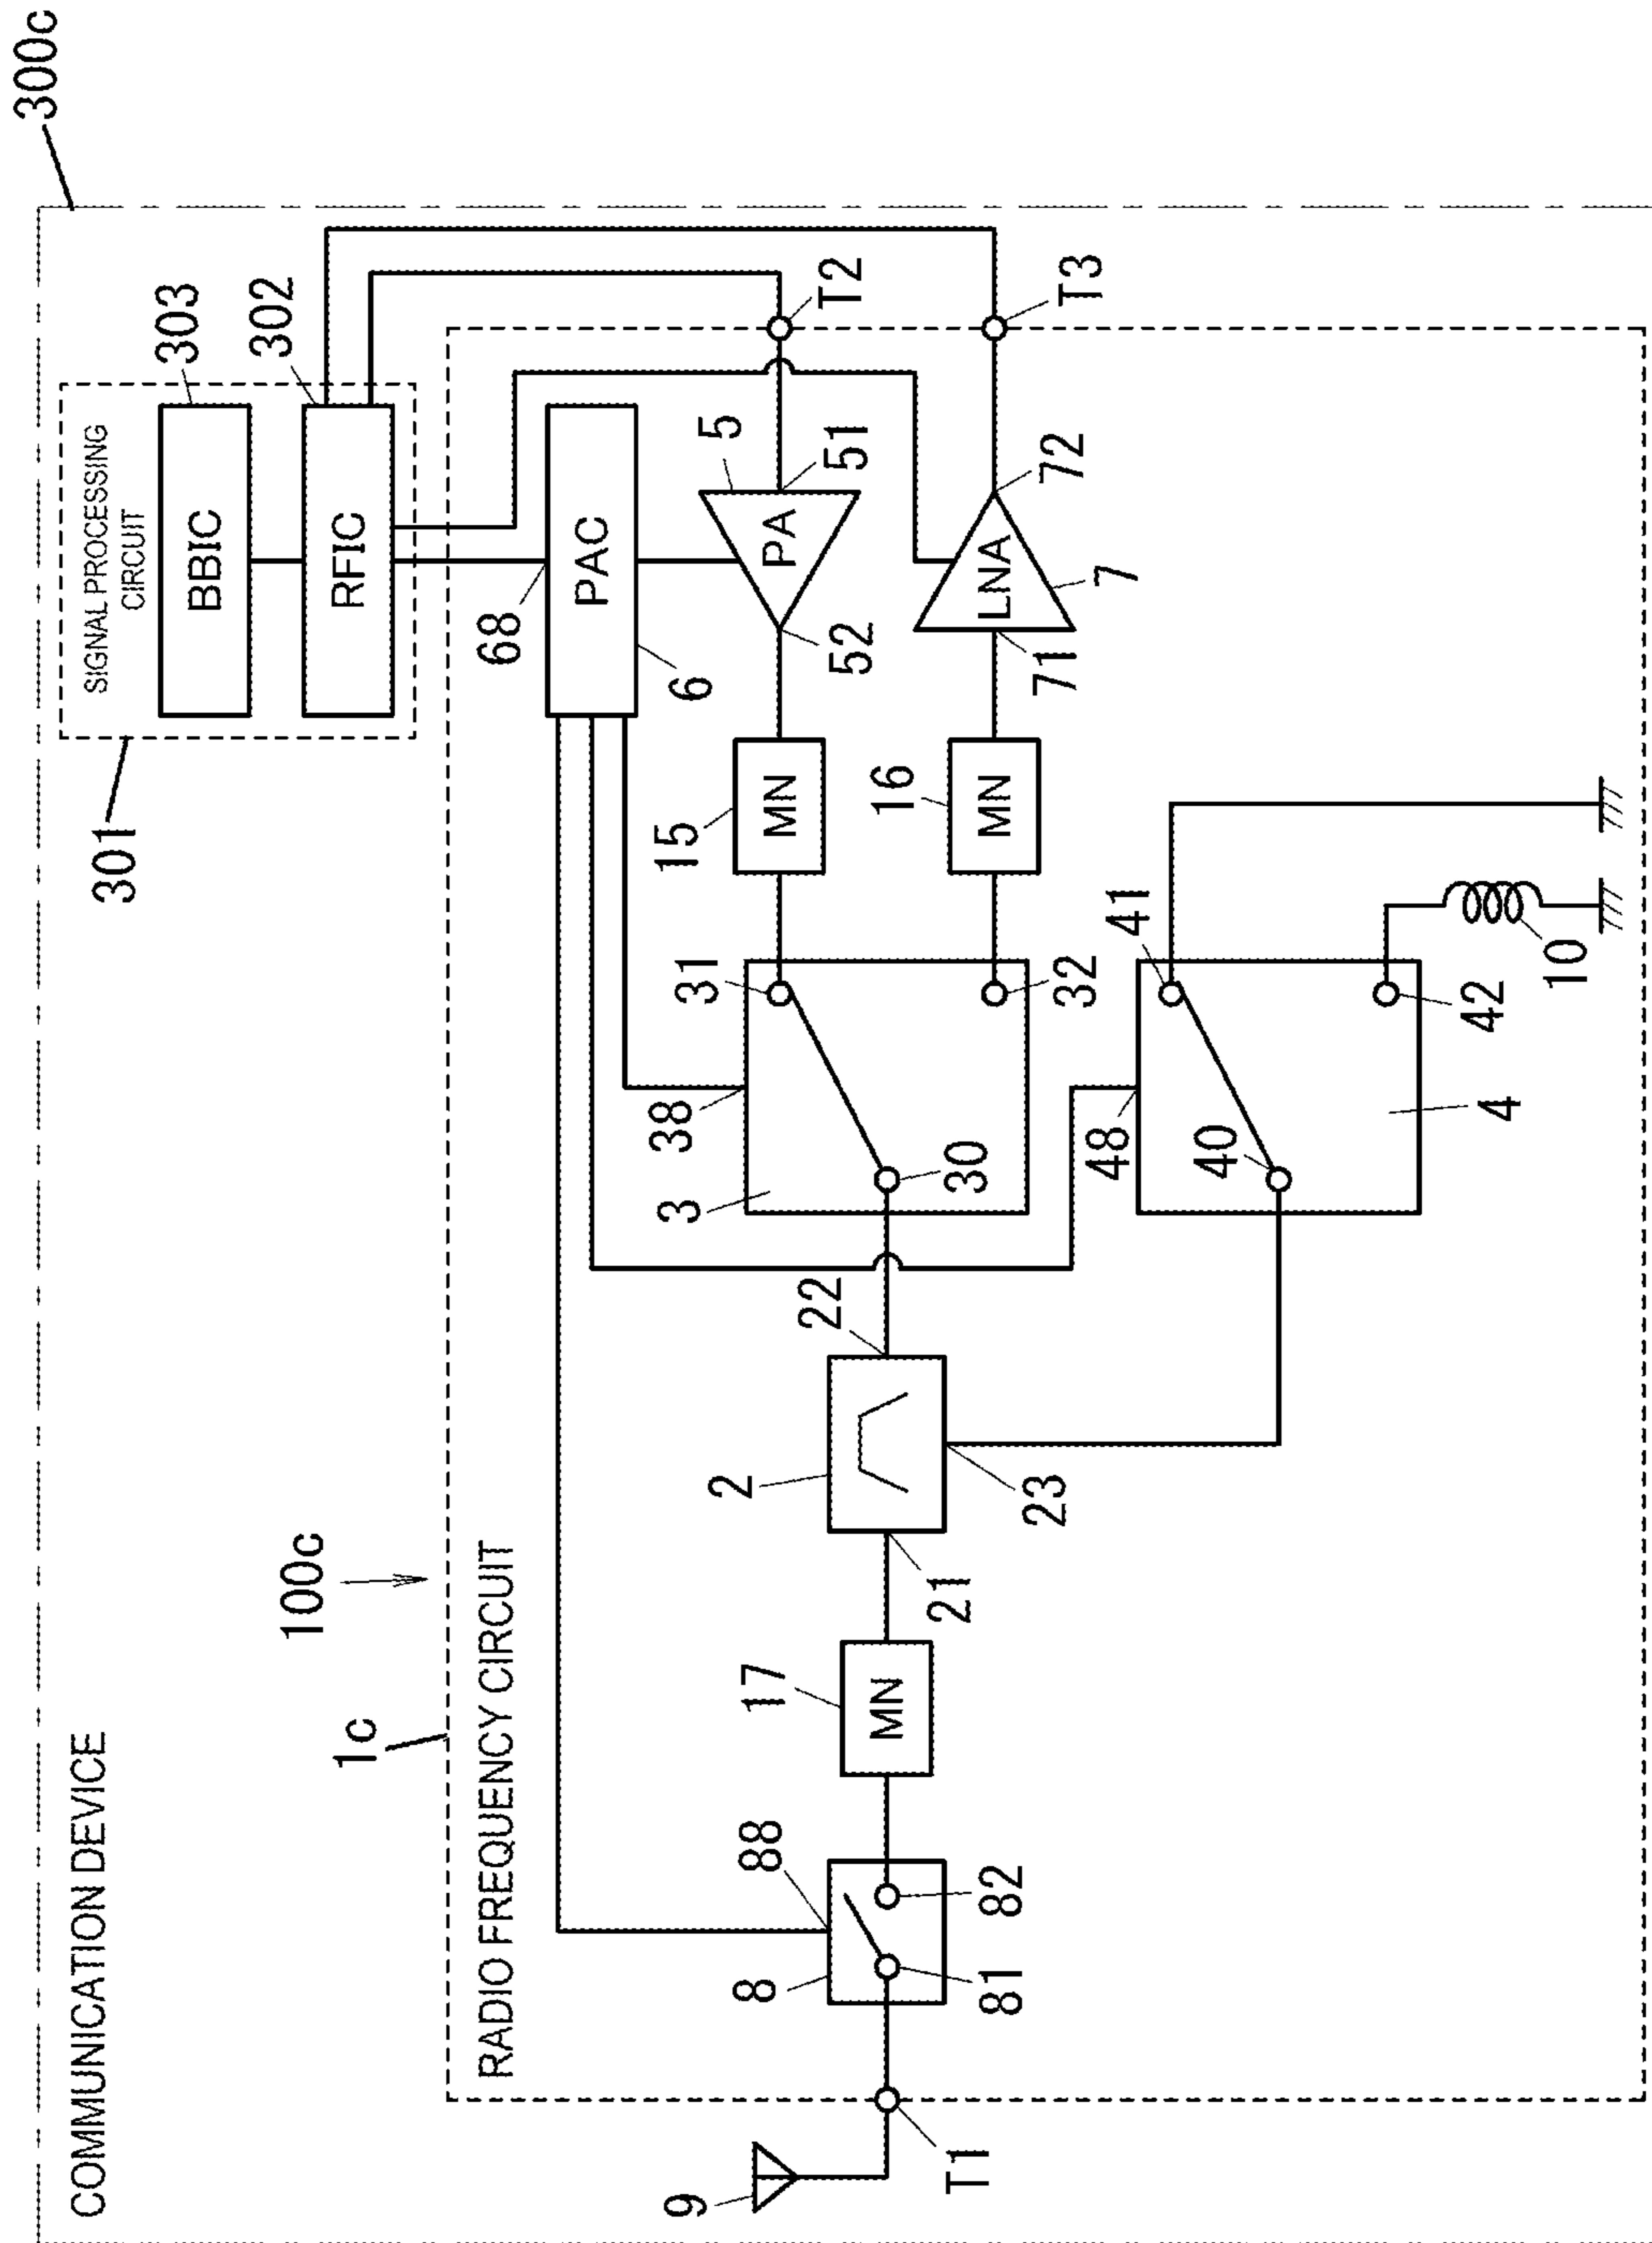 300c
COMMUNICATION DEVICE
301
SIGNAL PROCESSING
CIRCUIT
BBIC
303
RFIC
302
100c
1c
RADIO FREQUENCY CIRCUIT
68
PAC
6
9
T1
8
88
81
82
17
MN
21
2
22
23
3
38
30
31
32
15
MN
52
PA
5
51
T2
16
MN
71
LNA
7
72
T3
48
40
41
42
4
10